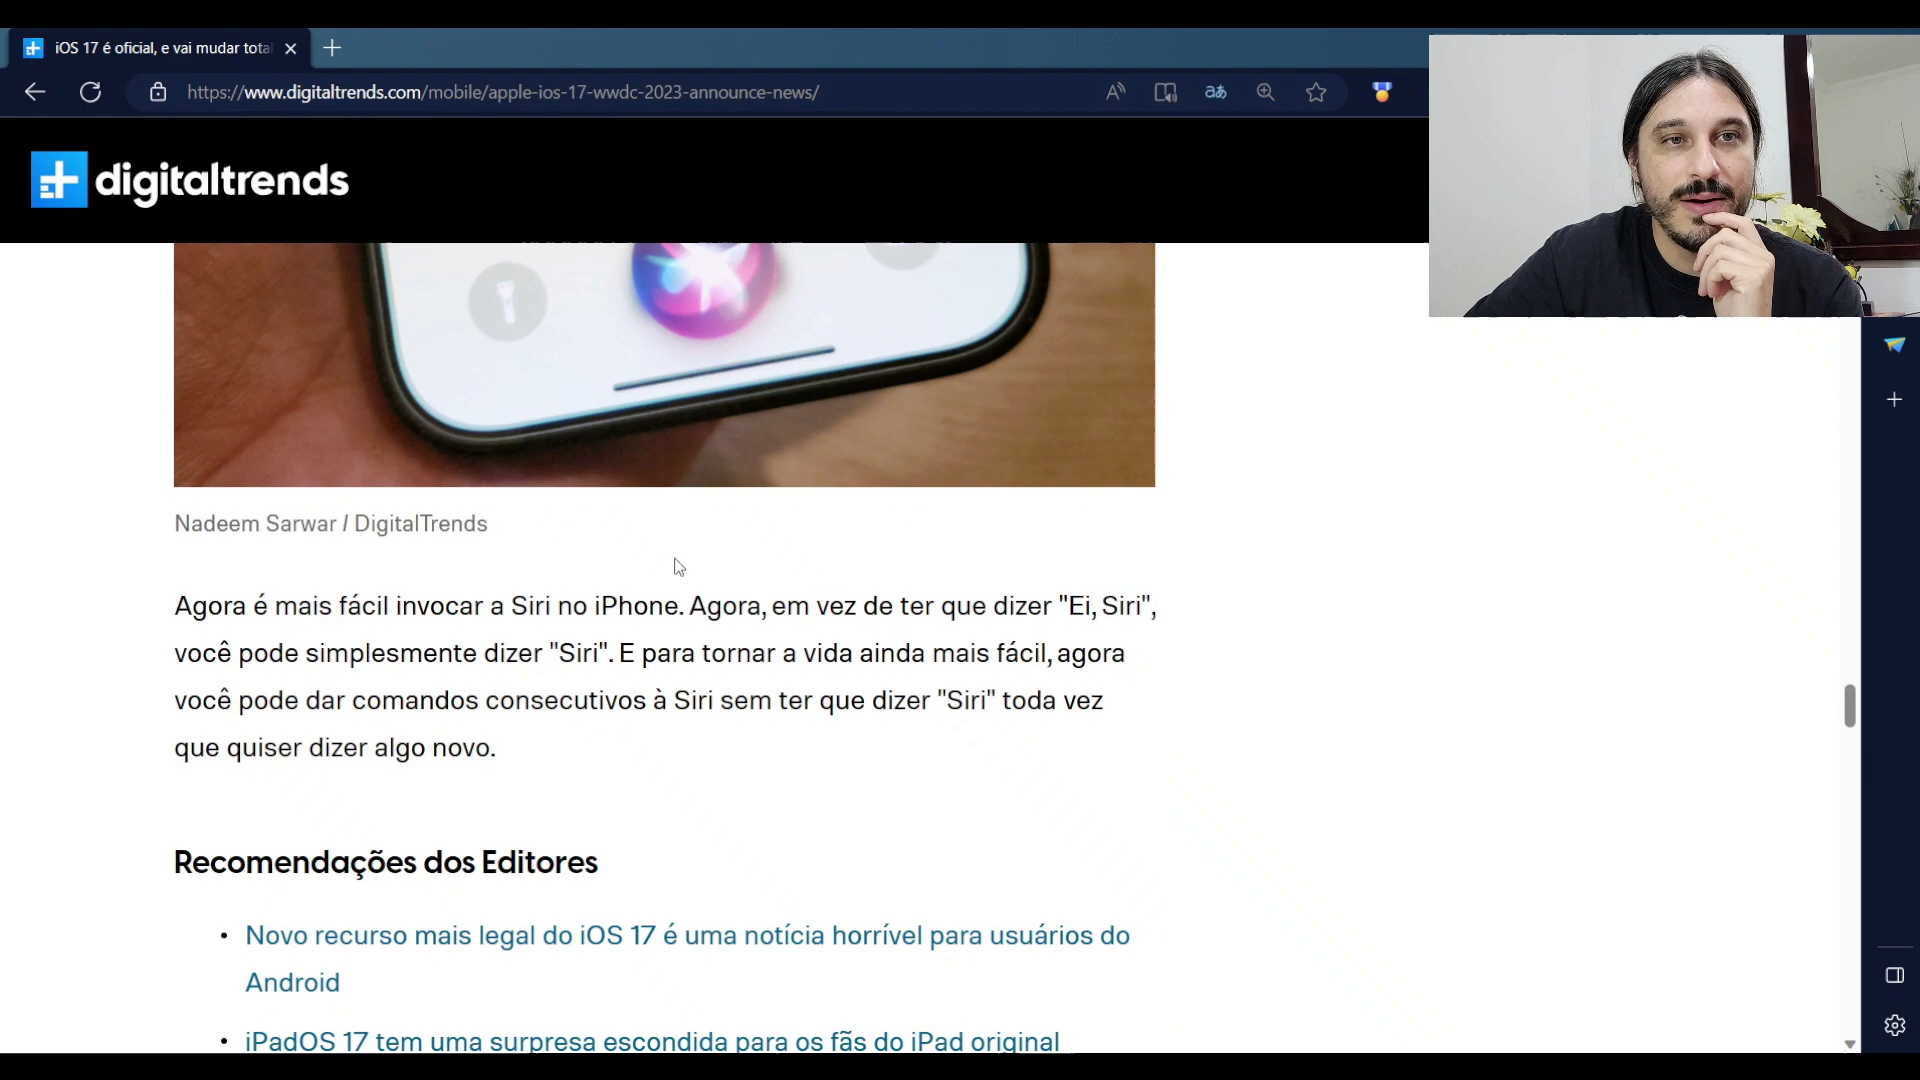 iOS 17 é oficial, e vai mudar total
https://www.digitaltrends.com/mobile/apple-ios-17-wwdc-2023-announce-news/
digitaltrends
Nadeem Sarwar / DigitalTrends
Agora é mais fácil invocar a Siri no iPhone. Agora, em vez de ter que dizer "Ei, Siri",
você pode simplesmente dizer "Siri". E para tornar a vida ainda mais fácil, agora
você pode dar comandos consecutivos à Siri sem ter que dizer "Siri" toda vez
que quiser dizer algo novo.
Recomendações dos Editores
• Novo recurso mais legal do iOS 17 é uma notícia horrível para usuários do
Android
• iPadOS 17 tem uma surpresa escondida para os fãs do iPad original